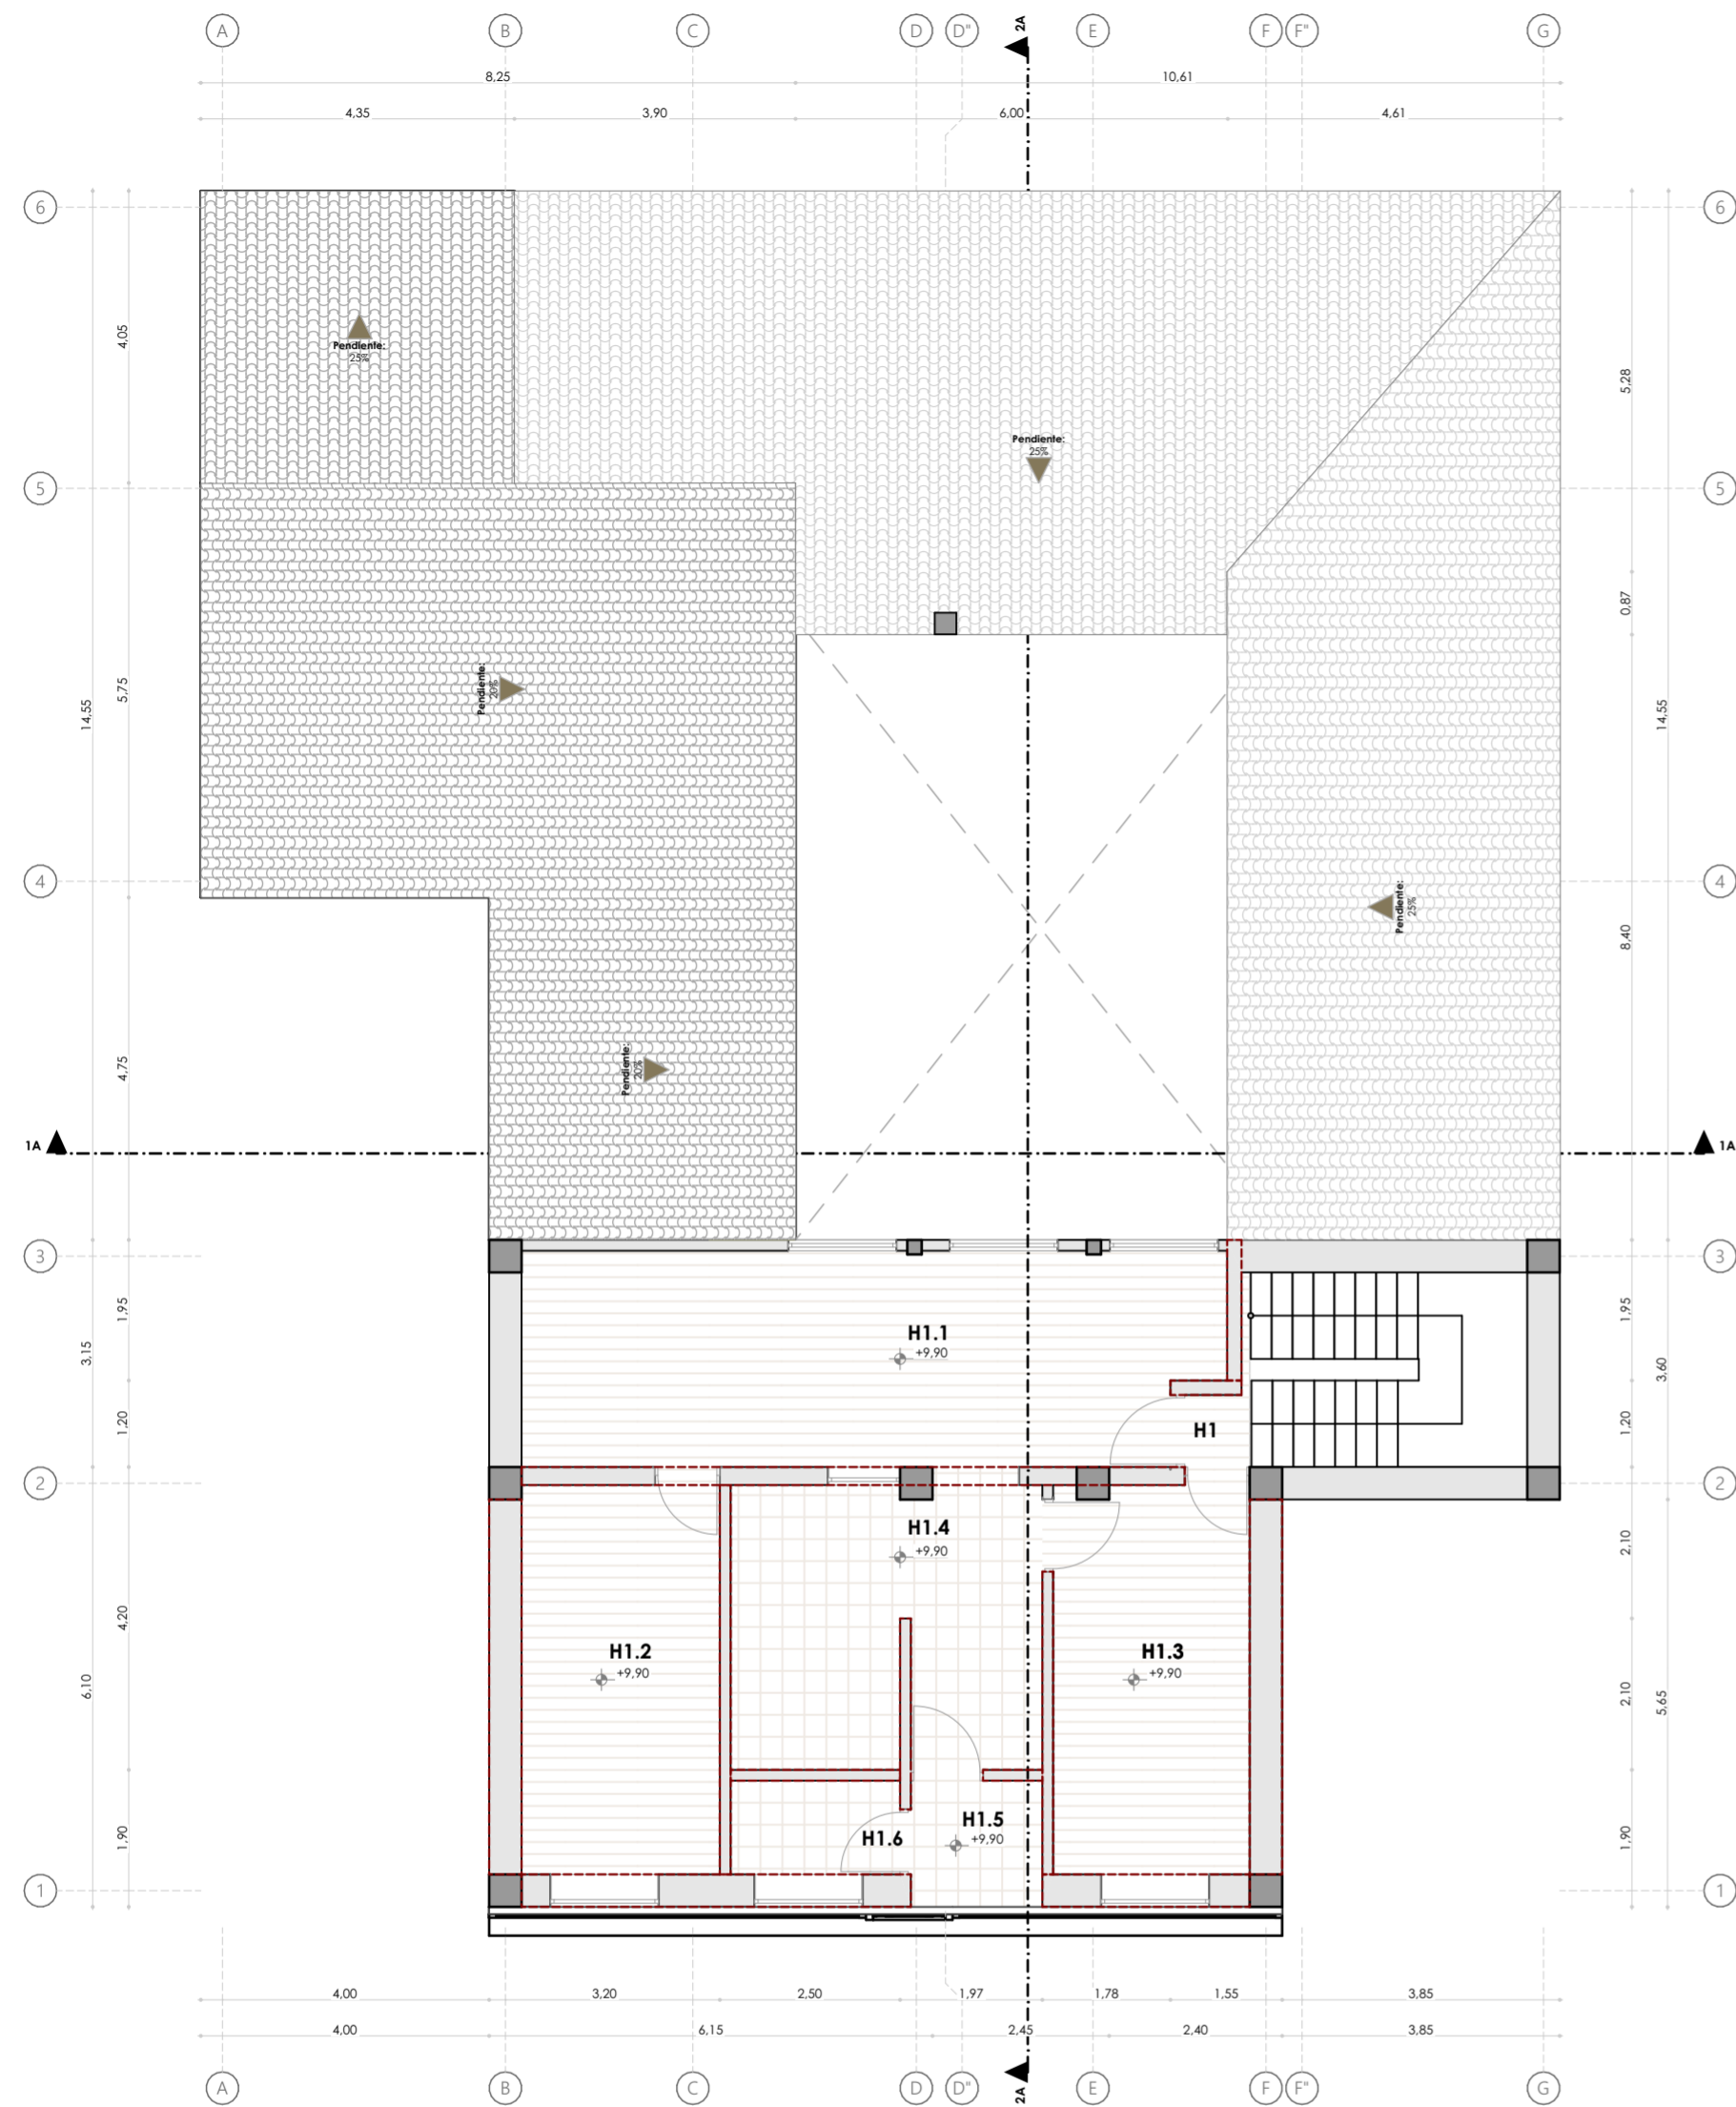 A B C D D" E F F" G
2A
8,25 10,61
4,35 3,90 6,00 4,61
6 6
4,05
Pendiente:
25%
5,28
Pendiente:
25%
5 5
0,87
5,75
Pendiente:
20%
14,55 14,55
4 4
Pendiente:
25%
8,40
4,75
Pendiente:
20%
1A 1A
3 3
1,95 1,95
H1.1
+9,90
3,15 3,60
1,20 1,20
H1
2 2
H1.4
+9,90
2,10
4,20
H1.2
+9,90
H1.3
+9,90
6,10 2,10 5,65
H1.5
+9,90
H1.6
1,90 1,90
1 1
4,00 3,20 2,50 1,97 1,78 1,55 3,85
4,00 6,15 2,45 2,40 3,85
2A
A B C D D" E F F" G